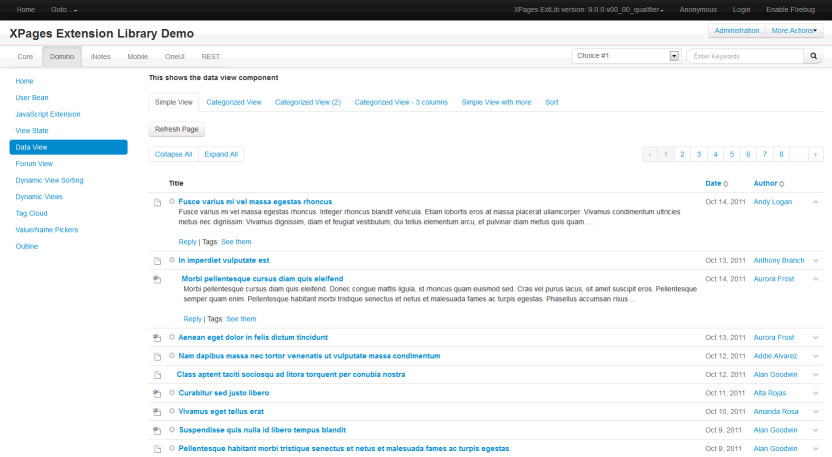 Home Goto... XPages ExtLib version: 9.0.0.v00_00_qualifier Anonymous Login Enable Firebug
XPages Extension Library Demo Administration More Actions
Core Domino iNotes Mobile OneUI REST Choice #1 Enter Keywords
Home
User Bean
JavaScript Extension
View State
Data View
Forum View
Dynamic View Sorting
Dynamic Views
Tag Cloud
Value/Name Pickers
Outline
This shows the data view component
Simple View Categorized View Categorized View (2) Categorized View - 3 columns Simple View with more Sort
Refresh Page
Collapse All Expand All ‹ 1 2 3 4 5 6 7 8 ... ›
Title Date Author
Fusce varius mi vel massa egestas rhoncus Oct 14, 2011 Andy Logan
Fusce varius mi vel massa egestas rhoncus. Integer rhoncus blandit vehicula. Etiam lobortis eros at massa placerat ullamcorper. Vivamus condimentum ultricies
metus nec dignissim. Vivamus dignissim, diam et feugiat vestibulum, dui tellus elementum arcu, et pulvinar diam metus quis quam. ...
Reply | Tags: See them
In imperdiet vulputate est Oct 13, 2011 Anthony Branch
Morbi pellentesque cursus diam quis eleifend Oct 14, 2011 Aurora Frost
Morbi pellentesque cursus diam quis eleifend. Donec congue mattis ligula, id rhoncus quam euismod sed. Cras vel purus lacus, sit amet suscipit eros. Pellentesque
semper quam enim. Pellentesque habitant morbi tristique senectus et netus et malesuada fames ac turpis egestas. Phasellus accumsan risus ...
Reply | Tags: See them
Aenean eget dolor in felis dictum tincidunt Oct 13, 2011 Aurora Frost
Nam dapibus massa nec tortor venenatis ut vulputate massa condimentum Oct 12, 2011 Addie Alvarez
Class aptent taciti sociosqu ad litora torquent per conubia nostra Oct 12, 2011 Alan Goodwin
Curabitur sed justo libero Oct 11, 2011 Alta Rojas
Vivamus eget tellus erat Oct 10, 2011 Amanda Rosa
Suspendisse quis nulla id libero tempus blandit Oct 9, 2011 Alan Goodwin
Pellentesque habitant morbi tristique senectus et netus et malesuada fames ac turpis egestas Oct 9, 2011 Alan Goodwin